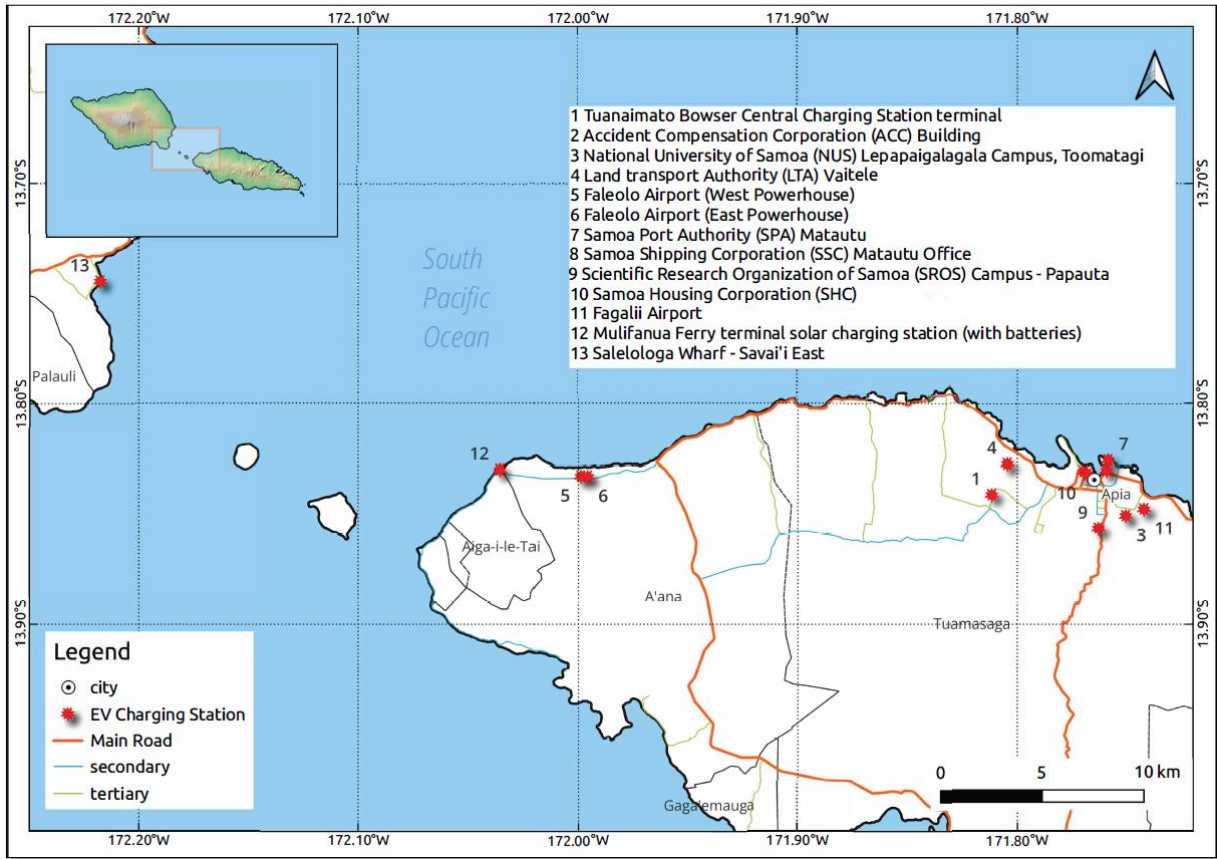 172.20°W 172.10°W 172.00°W 171.90°W 171.80°W
1 Tuanaimato Bowser Central Charging Station terminal
2 Accident Compensation Corporation (ACC) Building
3 National University of Samoa (NUS) Lepapaigalagala Campus, Toomatagi
4 Land transport Authority (LTA) Vaitele
5 Faleolo Airport (West Powerhouse)
6 Faleolo Airport (East Powerhouse)
7 Samoa Port Authority (SPA) Matautu
8 Samoa Shipping Corporation (SSC) Matautu Office
9 Scientific Research Organization of Samoa (SROS) Campus - Papauta
10 Samoa Housing Corporation (SHC)
11 Fagalii Airport
12 Mulifanua Ferry terminal solar charging station (with batteries)
13 Salelologa Wharf - Savai'i East
13.70°S
13.70°S
South
Pacific
Ocean
13
Palauli
13.80°S
13.80°S
12
5
6
4
7
1
10
Apia
9
3
11
Aiga-i-le-Tai
A'ana
Tuamasaga
13.90°S
13.90°S
Gaga'emauga
Legend
city
EV Charging Station
Main Road
secondary
tertiary
0 5 10 km
172.20°W 172.10°W 172.00°W 171.90°W 171.80°W